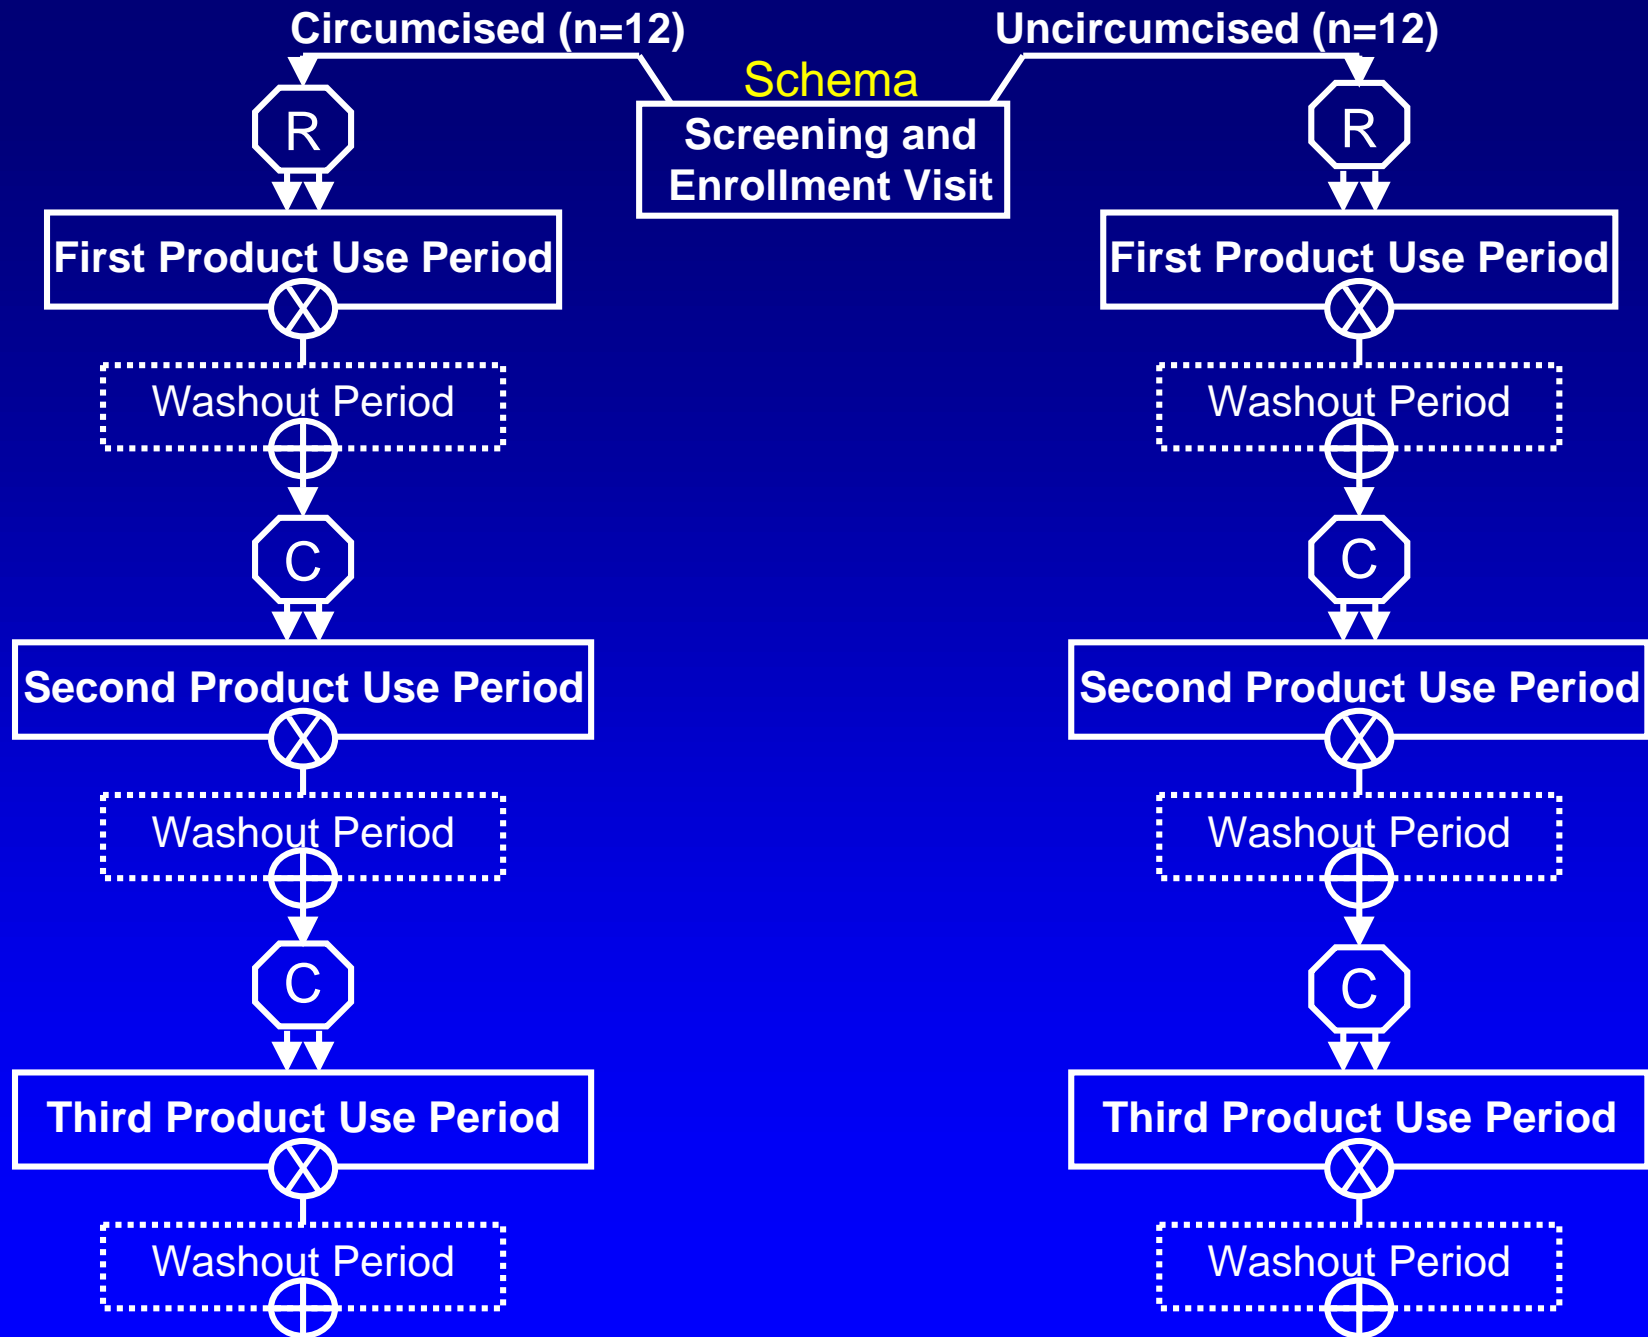 Circumcised (n=12)
Uncircumcised (n=12)
Schema
Screening and
Enrollment Visit
R
First Product Use Period
X
Washout Period
C
Second Product Use Period
X
Washout Period
C
Third Product Use Period
X
Washout Period
R
First Product Use Period
X
Washout Period
C
Second Product Use Period
X
Washout Period
C
Third Product Use Period
X
Washout Period